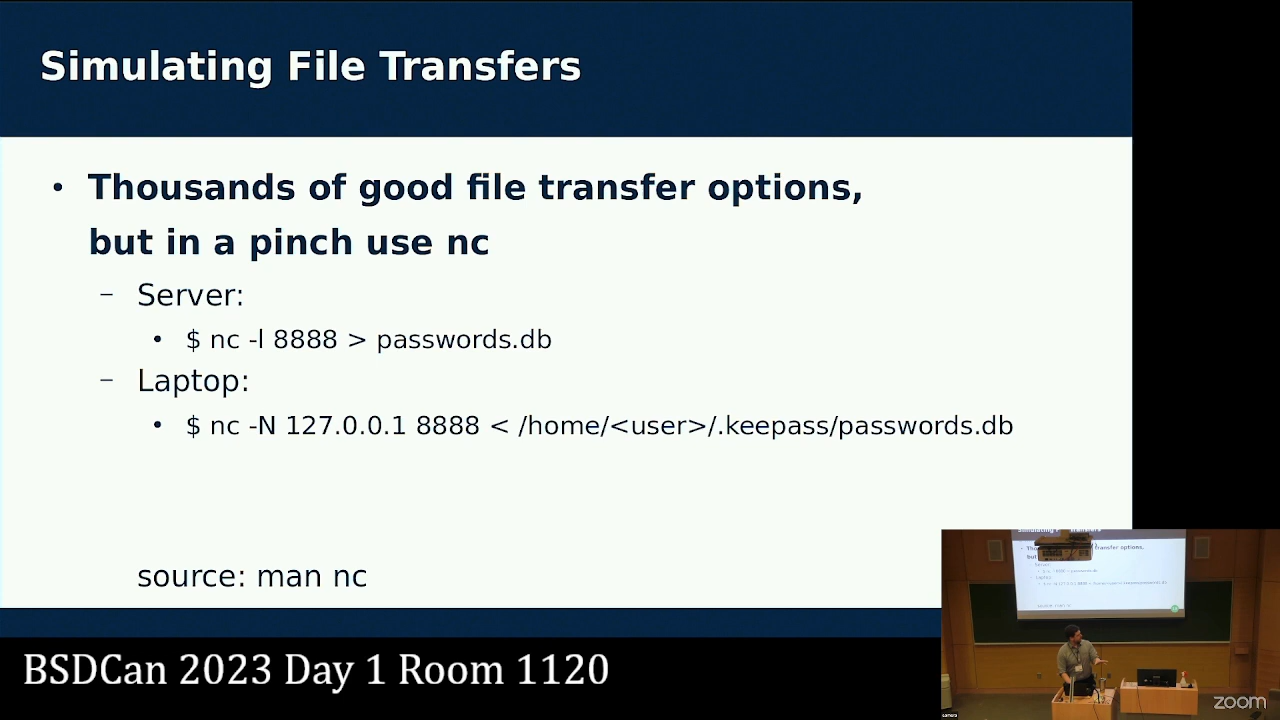 Simulating File Transfers
• Thousands of good file transfer options,
but in a pinch use nc
– Server:
• $ nc -l 8888 > passwords.db
– Laptop:
• $ nc -N 127.0.0.1 8888 < /home/<user>/.keepass/passwords.db
source: man nc
BSDCan 2023 Day 1 Room 1120
zoom